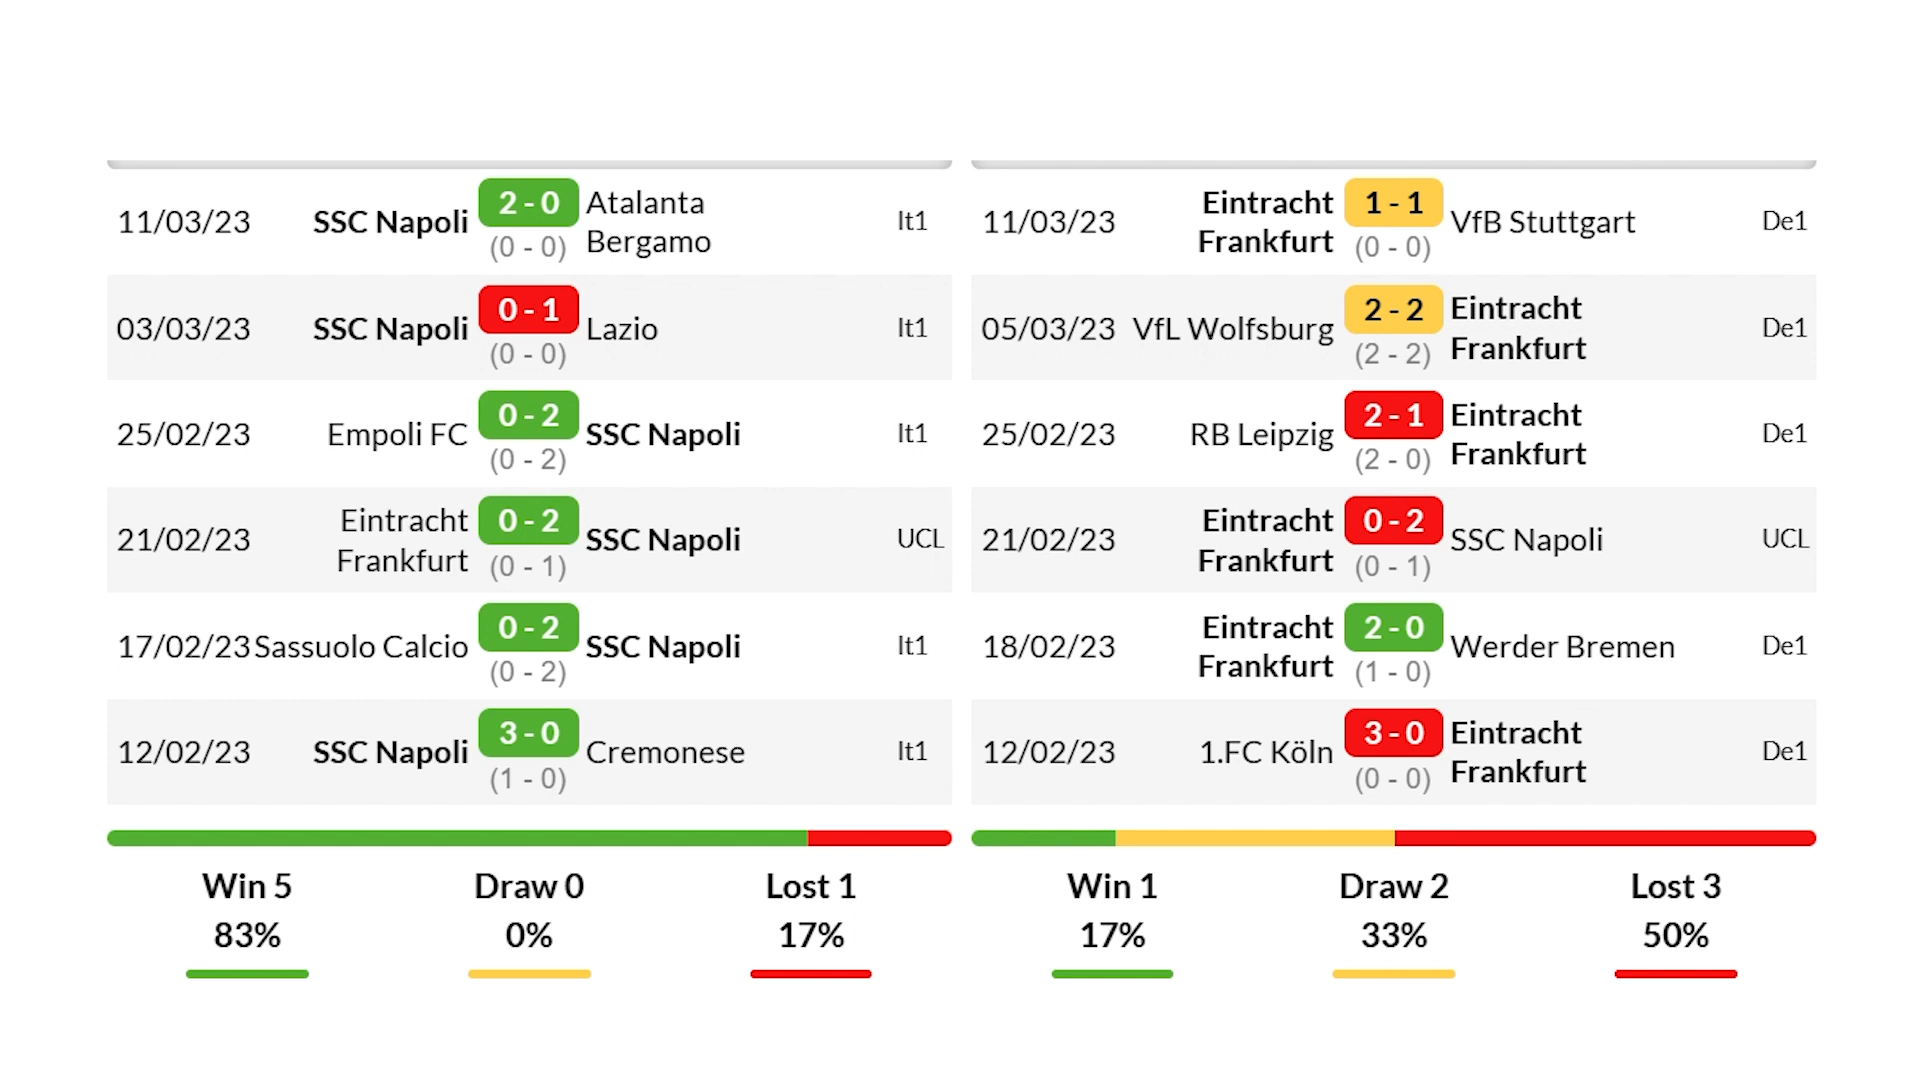 11/03/23 SSC Napoli 2 - 0 (0 - 0) Atalanta Bergamo It1
03/03/23 SSC Napoli 0 - 1 (0 - 0) Lazio It1
25/02/23 Empoli FC 0 - 2 (0 - 2) SSC Napoli It1
21/02/23 Eintracht Frankfurt 0 - 2 (0 - 1) SSC Napoli UCL
17/02/23 Sassuolo Calcio 0 - 2 (0 - 2) SSC Napoli It1
12/02/23 SSC Napoli 3 - 0 (1 - 0) Cremonese It1
Win 5 Draw 0 Lost 1
83% 0% 17%
11/03/23 Eintracht Frankfurt 1 - 1 (0 - 0) VfB Stuttgart De1
05/03/23 VfL Wolfsburg 2 - 2 (2 - 2) Eintracht Frankfurt De1
25/02/23 RB Leipzig 2 - 1 (2 - 0) Eintracht Frankfurt De1
21/02/23 Eintracht Frankfurt 0 - 2 (0 - 1) SSC Napoli UCL
18/02/23 Eintracht Frankfurt 2 - 0 (1 - 0) Werder Bremen De1
12/02/23 1.FC Köln 3 - 0 (0 - 0) Eintracht Frankfurt De1
Win 1 Draw 2 Lost 3
17% 33% 50%